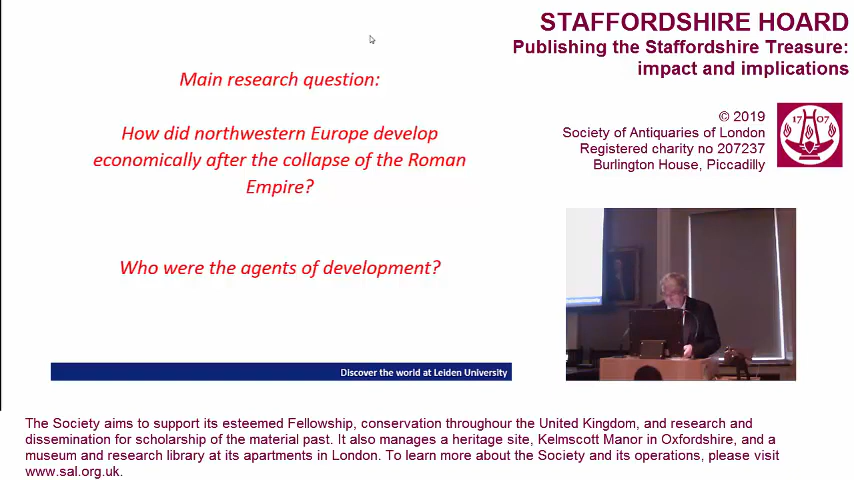 STAFFORDSHIRE HOARD
Publishing the Staffordshire Treasure:
impact and implications
Main research question:
How did northwestern Europe develop
economically after the collapse of the Roman
Empire?
Who were the agents of development?
Discover the world at Leiden University
© 2019
Society of Antiquaries of London
Registered charity no 207237
Burlington House, Piccadilly
17 07
The Society aims to support its esteemed Fellowship, conservation throughour the United Kingdom, and research and
dissemination for scholarship of the material past. It also manages a heritage site, Kelmscott Manor in Oxfordshire, and a
museum and research library at its apartments in London. To learn more about the Society and its operations, please visit
www.sal.org.uk.